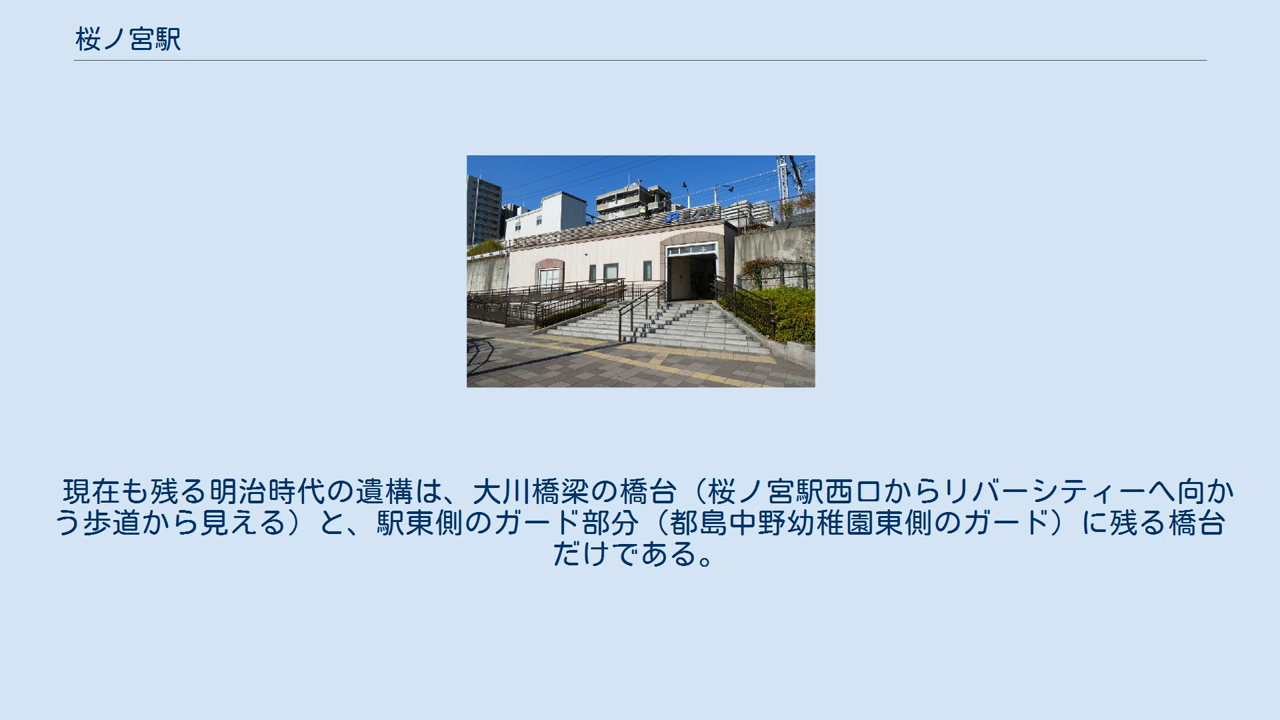 桜ノ宮駅
現在も残る明治時代の遺構は、大川橋梁の橋台（桜ノ宮駅西口からリバーシティーへ向か
う歩道から見える）と、駅東側のガード部分（都島中野幼稚園東側のガード）に残る橋台
だけである。